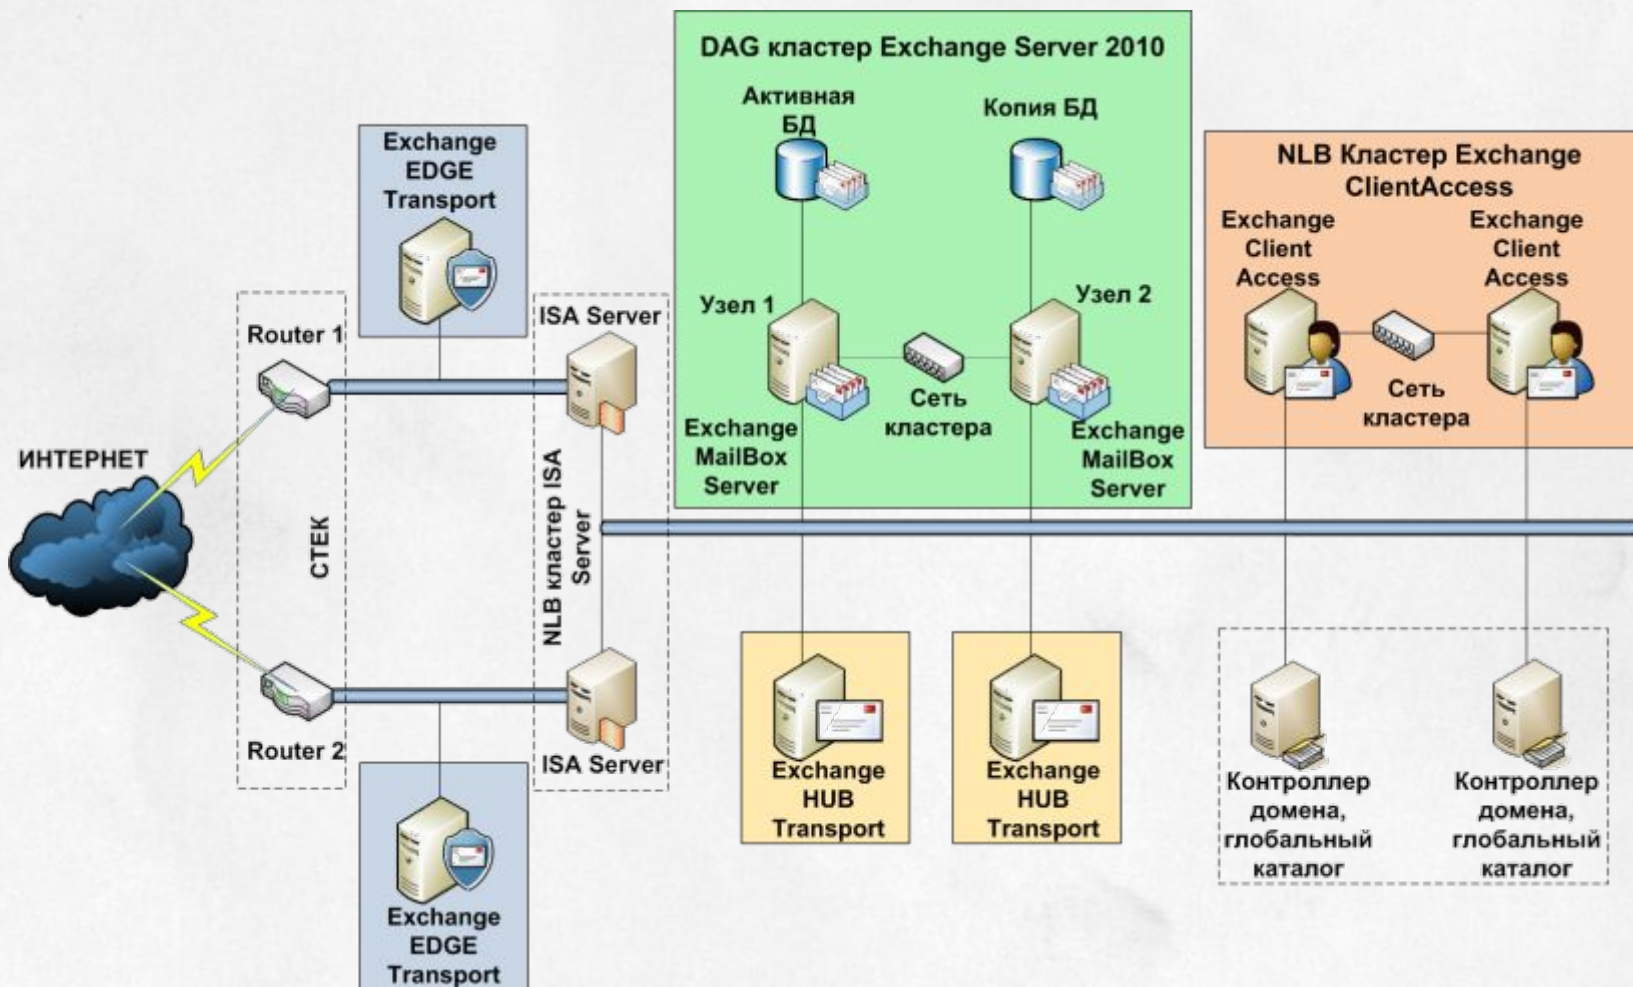 DAG кластер Exchange Server 2010
Активная
БД
Копия БД
Exchange
EDGE
Transport
NLB Кластер Exchange
ClientAccess
Exchange
Client
Access
Exchange
Client
Access
Router 1
ISA Server
Узел 1
Узел 2
Сеть
кластера
Сеть
кластера
Exchange
MailBox
Server
Exchange
MailBox
Server
ИНТЕРНЕТ
СТЕК
NLB кластер ISA
Server
Router 2
ISA Server
Exchange
HUB
Transport
Exchange
HUB
Transport
Контроллер
домена,
глобальный
каталог
Контроллер
домена,
глобальный
каталог
Exchange
EDGE
Transport